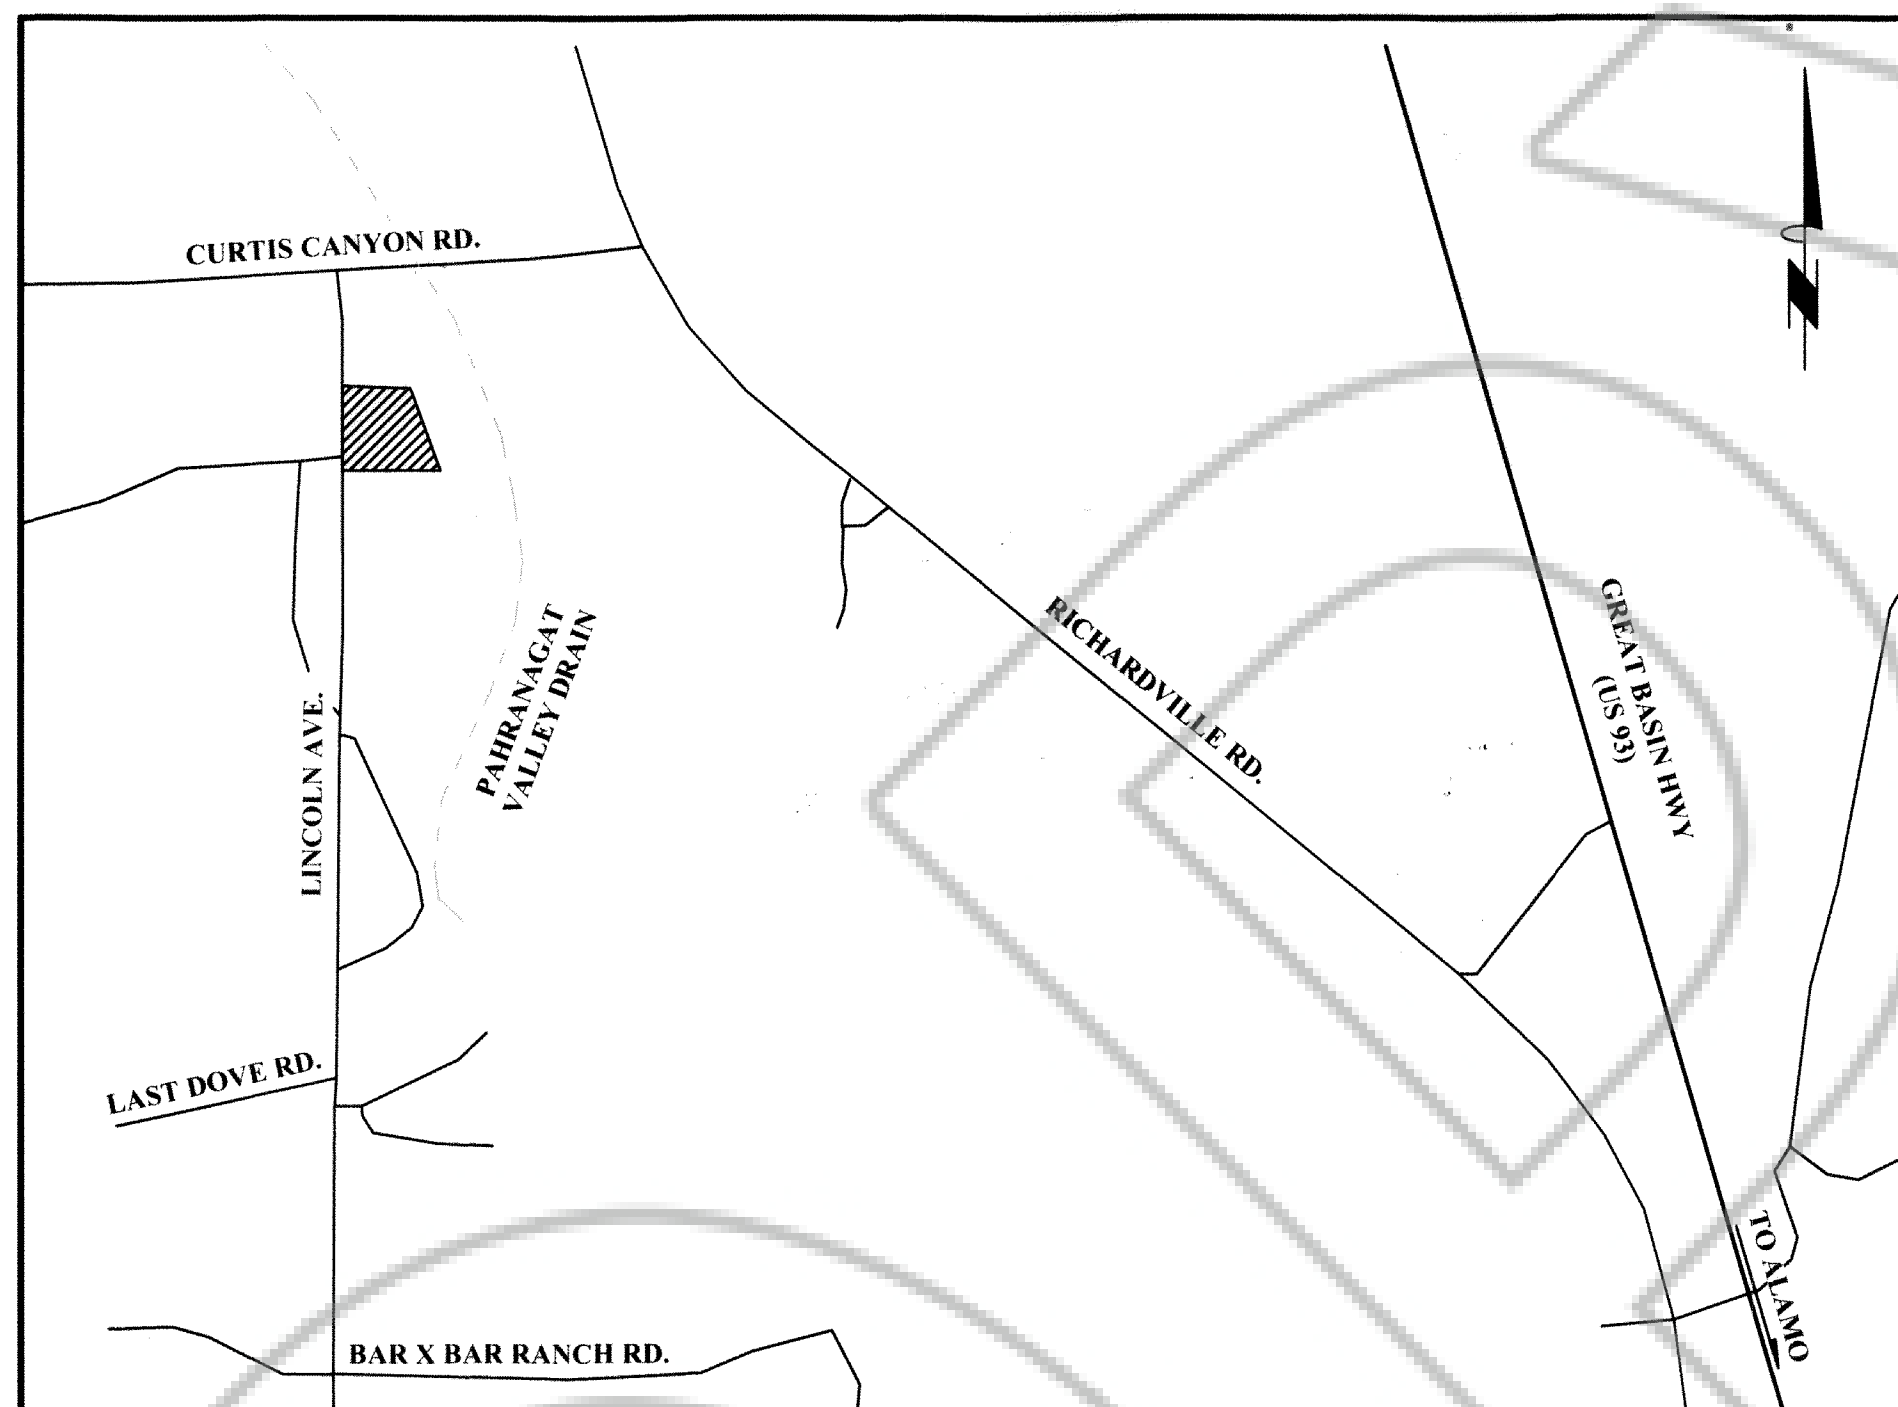 CURTIS CANYON RD.
N
PAHRANAGAT
VALLEY DRAIN
RICHARDVILLE RD.
GREAT BASIN HWY
(US 93)
LINCOLN AVE.
LAST DOVE RD.
TO ALAMO
BAR X BAR RANCH RD.